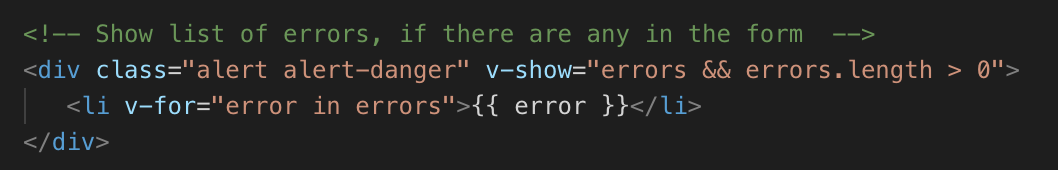 <!-- Show list of errors, if there are any in the form  -->
<div class="alert alert-danger" v-show="errors && errors.length > 0">
<li v-for="error in errors">{{ error }}</li>
</div>